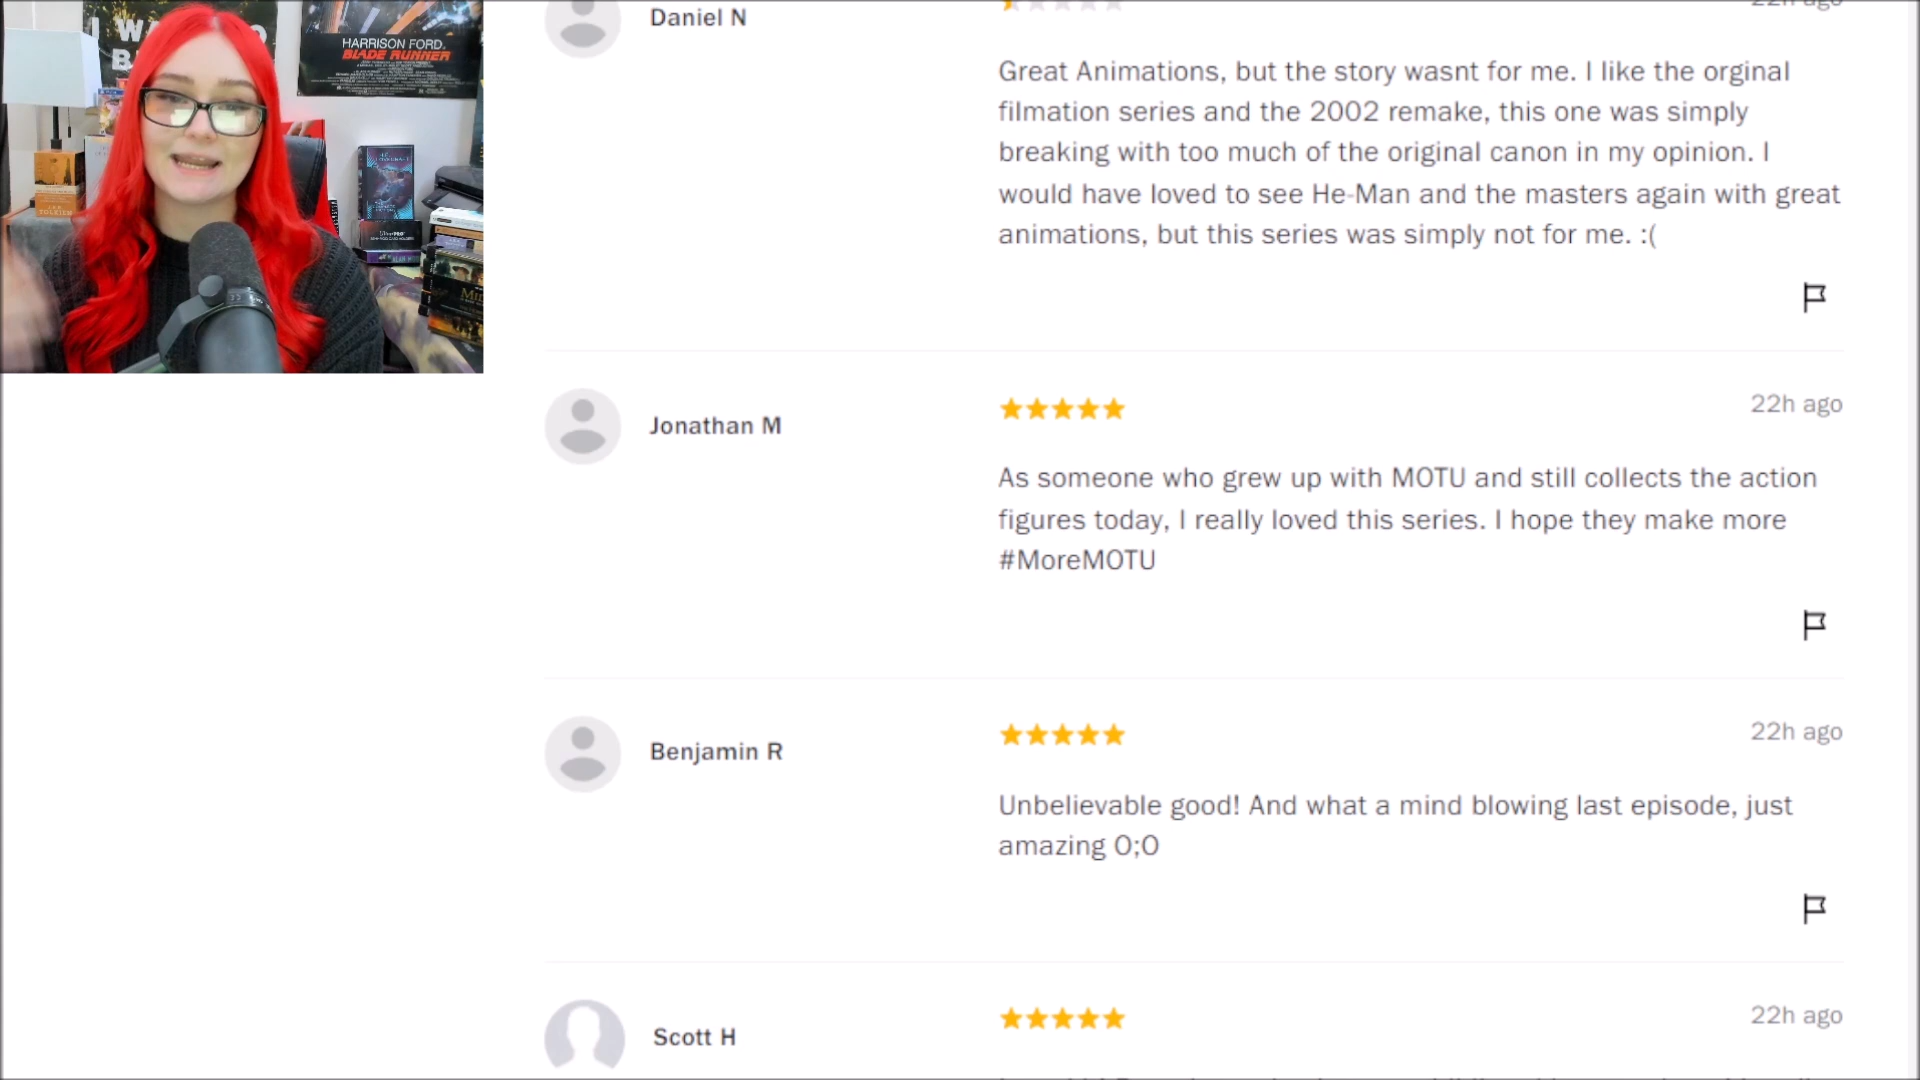 Daniel N
22h ago
Great Animations, but the story wasnt for me. I like the orginal
filmation series and the 2002 remake, this one was simply
breaking with too much of the original canon in my opinion. I
would have loved to see He-Man and the masters again with great
animations, but this series was simply not for me. :(
Jonathan M
22h ago
As someone who grew up with MOTU and still collects the action
figures today, I really loved this series. I hope they make more
#MoreMOTU
Benjamin R
22h ago
Unbelievable good! And what a mind blowing last episode, just
amazing O;O
Scott H
22h ago
HARRISON FORD
BLADE RUNNER
TOLKIEN